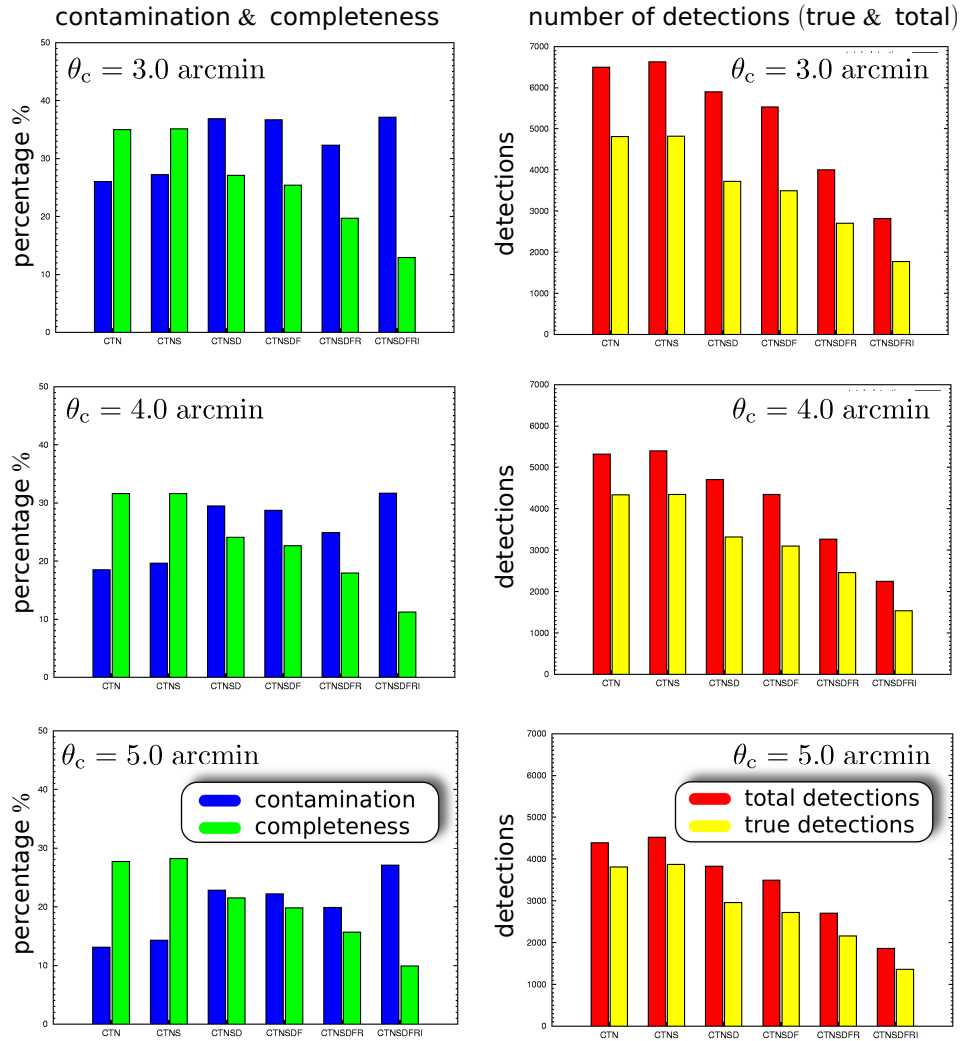 contamination & completeness
number of detections (true & total)
θc = 3.0 arcmin
percentage %
50
40
30
20
10
0
CTN CTNS CTNSD CTNSDF CTNSDFR CTNSDFRI
θc = 3.0 arcmin
detections
7000
6000
5000
4000
3000
2000
1000
0
CTN CTNS CTNSD CTNSDF CTNSDFR CTNSDFRI
θc = 4.0 arcmin
percentage %
50
40
30
20
10
0
CTN CTNS CTNSD CTNSDF CTNSDFR CTNSDFRI
θc = 4.0 arcmin
detections
7000
6000
5000
4000
3000
2000
1000
0
CTN CTNS CTNSD CTNSDF CTNSDFR CTNSDFRI
θc = 5.0 arcmin
percentage %
50
40
30
20
10
0
contamination
completeness
CTN CTNS CTNSD CTNSDF CTNSDFR CTNSDFRI
θc = 5.0 arcmin
detections
7000
6000
5000
4000
3000
2000
1000
0
total detections
true detections
CTN CTNS CTNSD CTNSDF CTNSDFR CTNSDFRI